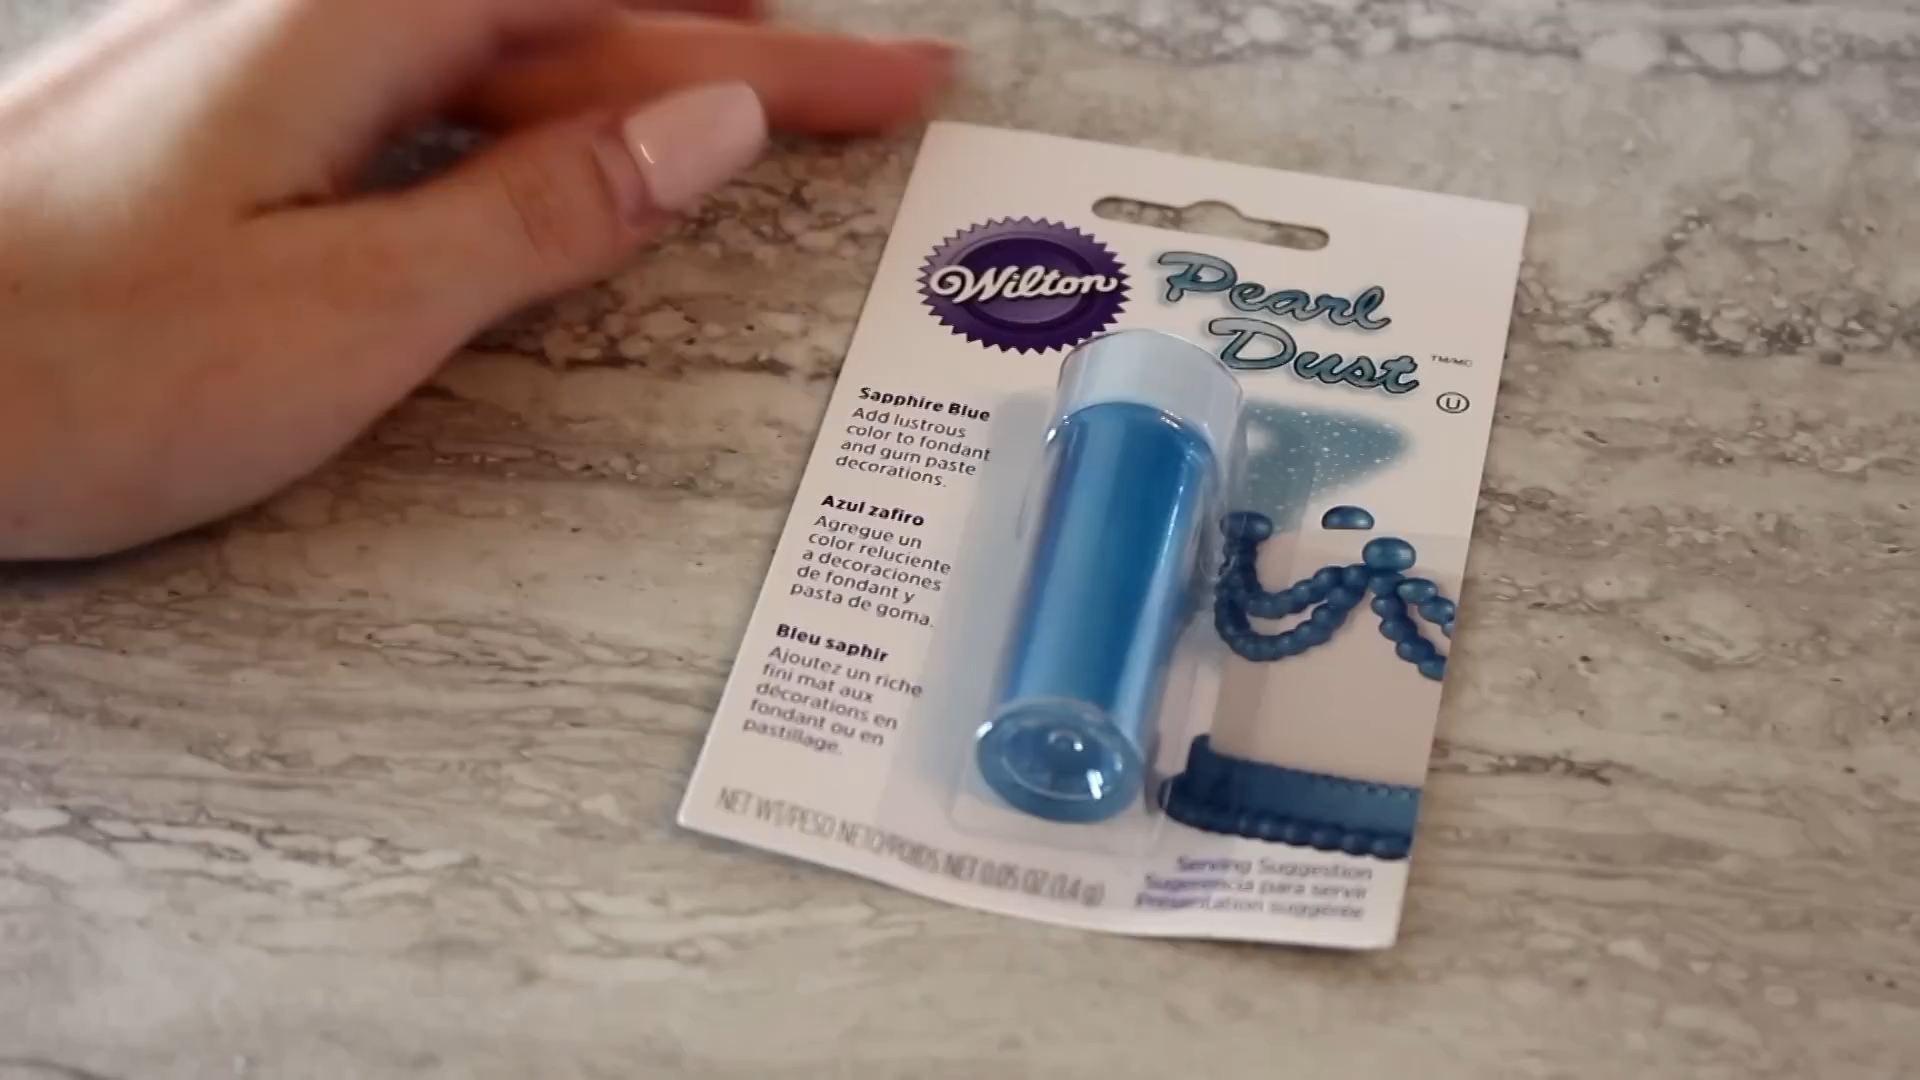 Wilton
Pearl
Dust
TM/MC
U
Sapphire Blue
Add lustrous
color to fondant
and gum paste
decorations.
Azul zafiro
Agregue un
color reluciente
a decoraciones
de fondant y
pasta de goma.
Bleu saphir
Ajoutez un riche
fini mat aux
décorations en
fondant ou en
pastillage.
NET WT/PESO NETO/POIDS NET 0.05 OZ (1.4 g)
Serving Suggestion
Sugerencia para servir
Présentation suggérée